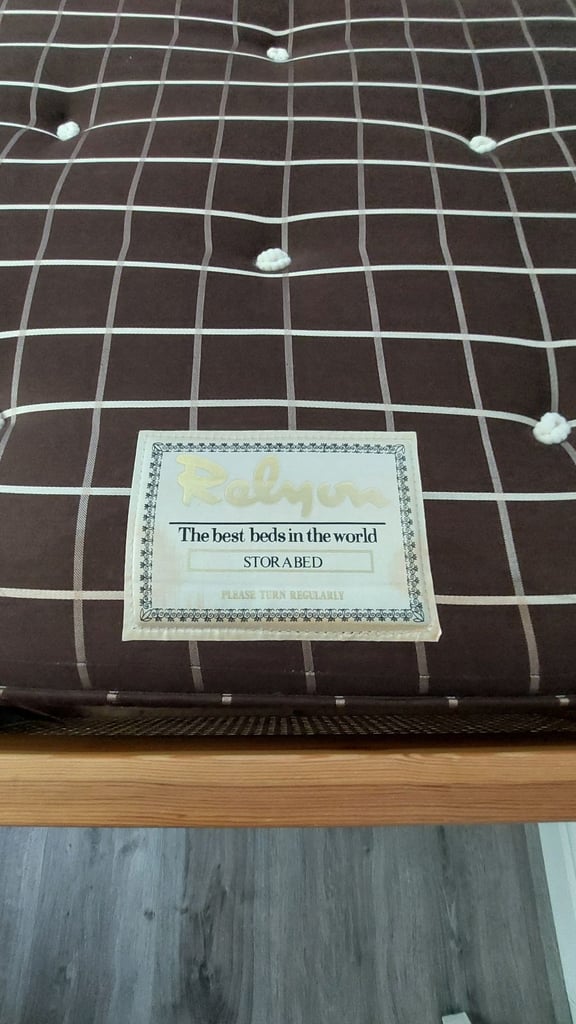 Relyon
The best beds in the world
STORABED
PLEASE TURN REGULARLY